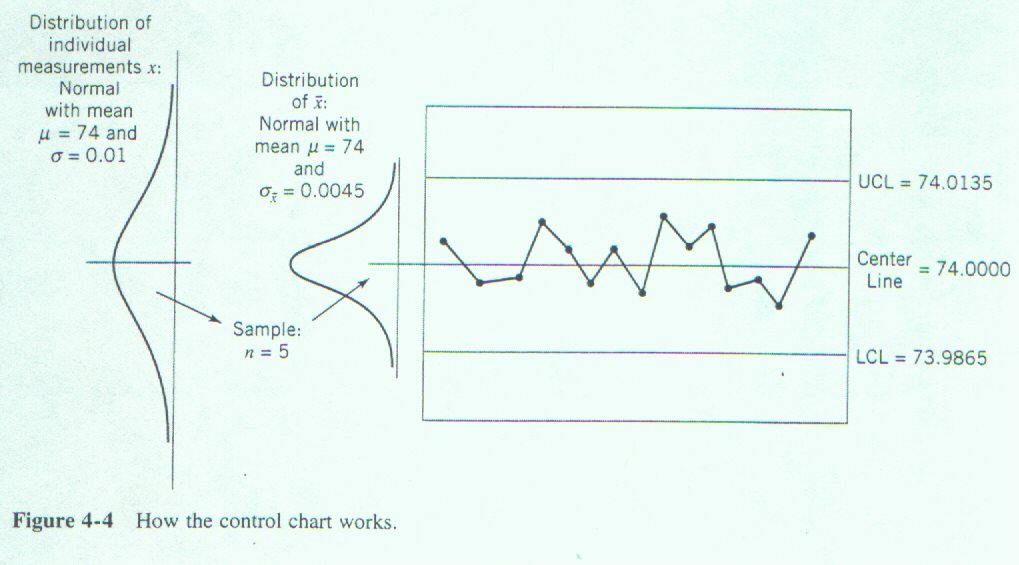 Distribution of
individual
measurements x:
Normal
with mean
μ = 74 and
σ = 0.01
Distribution
of x̄:
Normal with
mean μ = 74
and
σx̄ = 0.0045
Sample:
n = 5
UCL = 74.0135
Center
Line = 74.0000
LCL = 73.9865
Figure 4-4 How the control chart works.